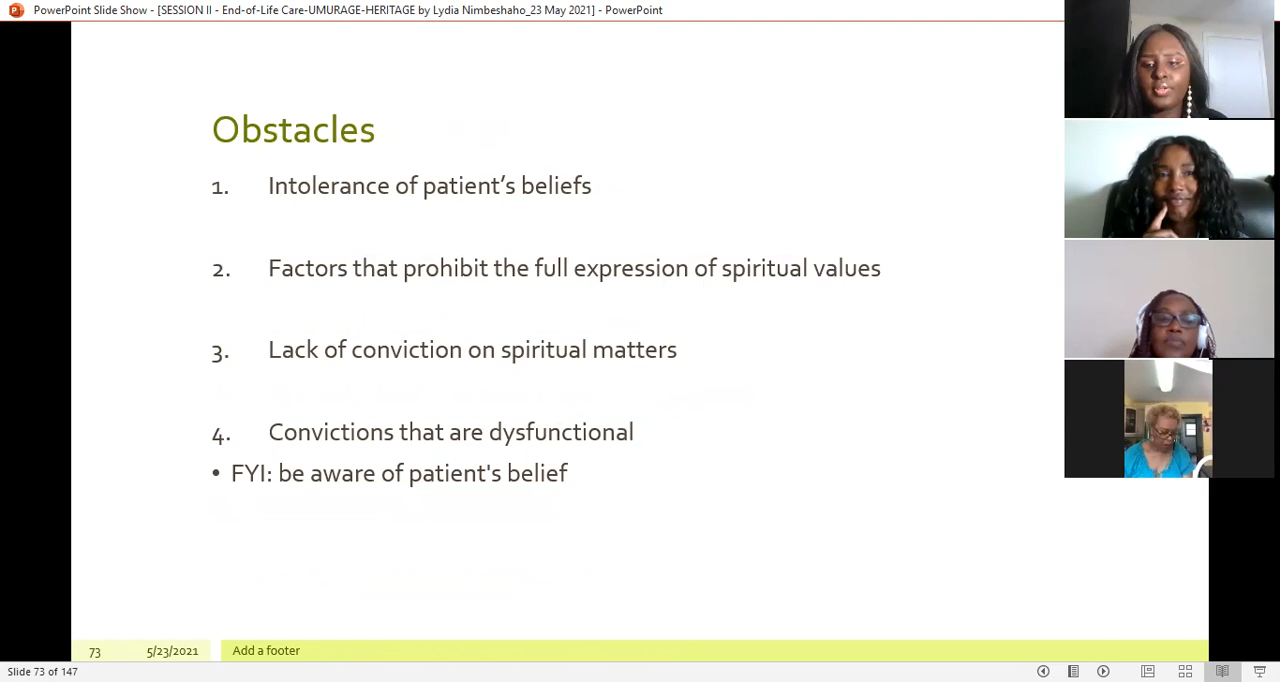 PowerPoint Slide Show - [SESSION II - End-of-Life Care-UMURAGE-HERITAGE by Lydia Nimbeshaho_23 May 2021] - PowerPoint
Obstacles
1. Intolerance of patient’s beliefs
2. Factors that prohibit the full expression of spiritual values
3. Lack of conviction on spiritual matters
4. Convictions that are dysfunctional
• FYI: be aware of patient's belief
73 5/23/2021 Add a footer
Slide 73 of 147